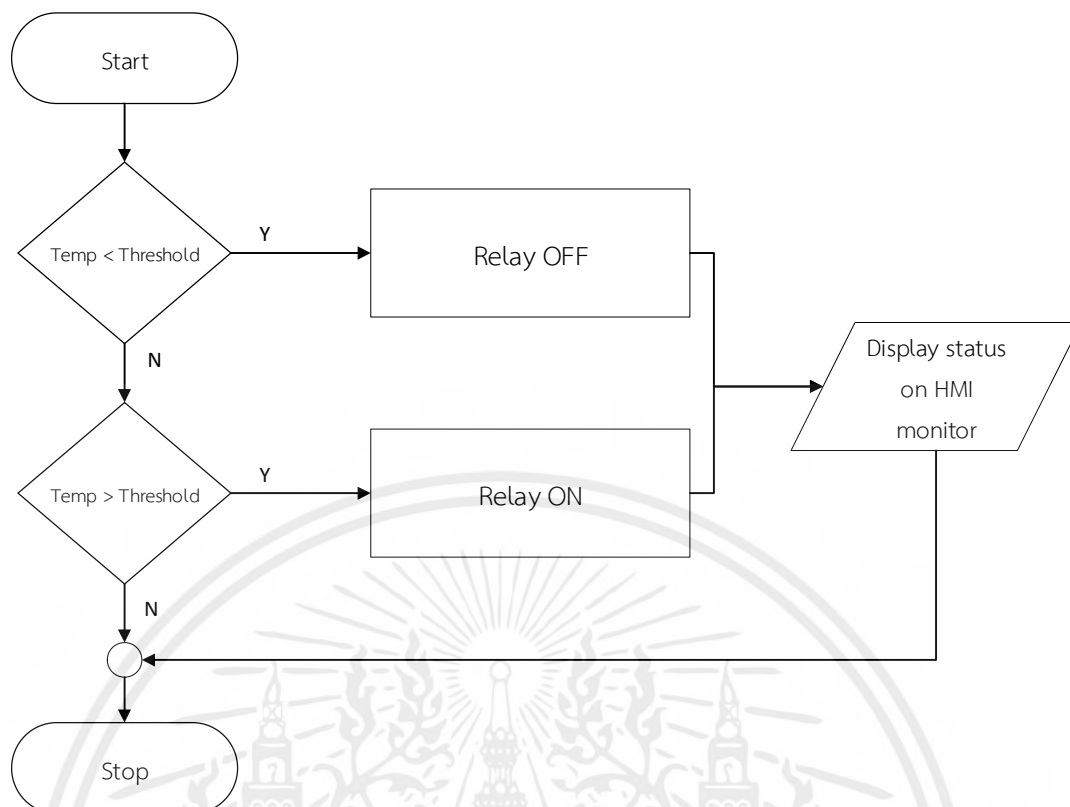 Start
Temp < Threshold
Y
Relay OFF
N
Display status
on HMI
monitor
Temp > Threshold
Y
Relay ON
N
Stop